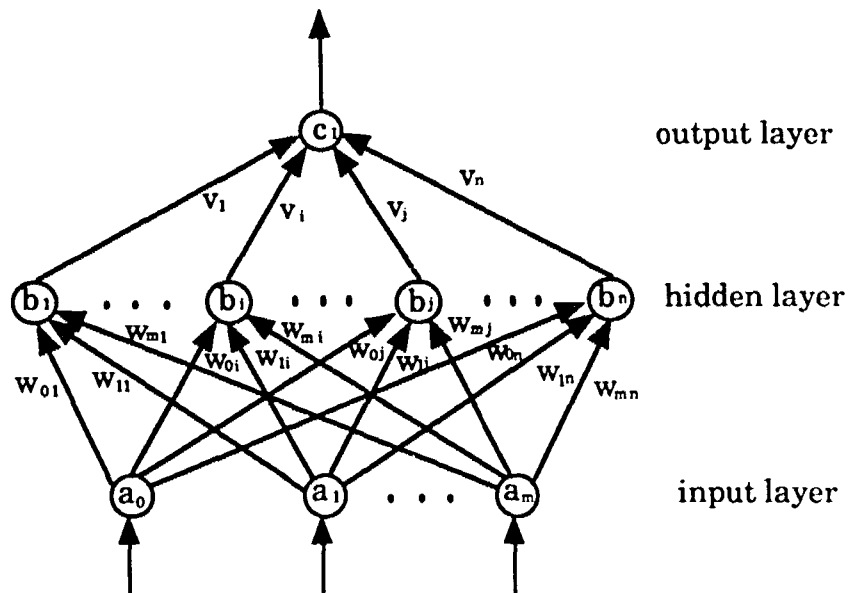 c₁ output layer
v₁ vᵢ vⱼ vₙ
b₁ . . . bᵢ . . . bⱼ . . . bₙ hidden layer
wₘ₁ wₘᵢ wₘⱼ
w₀ᵢ w₁ᵢ w₀ⱼ w₁ⱼ w₀ₙ
w₀₁ w₁₁ w₁ₙ wₘₙ
a₀ a₁ . . . aₘ input layer